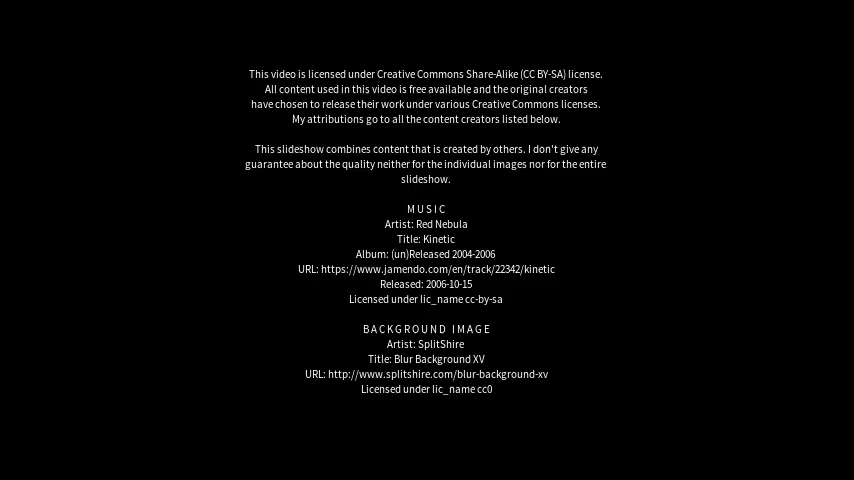 This video is licensed under Creative Commons Share-Alike (CC BY-SA) license.
All content used in this video is free available and the original creators
have chosen to release their work under various Creative Commons licenses.
My attributions go to all the content creators listed below.
This slideshow combines content that is created by others. I don't give any
guarantee about the quality neither for the individual images nor for the entire
slideshow.
MUSIC
Artist: Red Nebula
Title: Kinetic
Album: (un)Released 2004-2006
URL: https://www.jamendo.com/en/track/22342/kinetic
Released: 2006-10-15
Licensed under lic_name cc-by-sa
BACKGROUND IMAGE
Artist: SplitShire
Title: Blur Background XV
URL: http://www.splitshire.com/blur-background-xv
Licensed under lic_name cc0